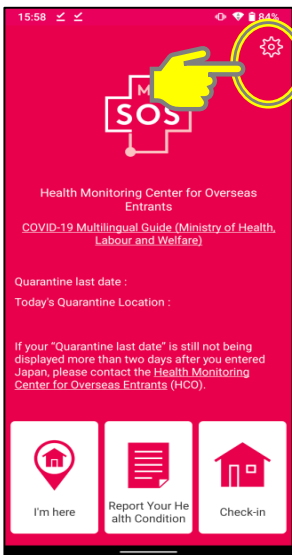 15:58
84%
M
SOS
Health Monitoring Center for Overseas
Entrants
COVID-19 Multilingual Guide (Ministry of Health,
Labour and Welfare)
Quarantine last date :
Today's Quarantine Location :
If your "Quarantine last date" is still not being
displayed more than two days after you entered
Japan, please contact the Health Monitoring
Center for Overseas Entrants (HCO).
I'm here
Report Your He
alth Condition
Check-in